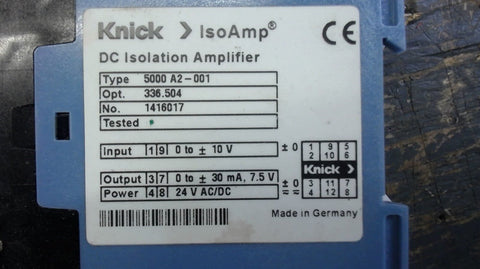 Knick > IsoAmp®
CE
DC Isolation Amplifier
Type 5000 A2-001
Opt. 336.504
No. 1416017
Tested
Input 1 9 0 to ± 10 V ± 0
Output 3 7 0 to ± 30 mA, 7.5 V ± 0
Power 4 8 24 V AC/DC
1 9 5
2 10 6
Knick >
3 11 7
4 12 8
Made in Germany